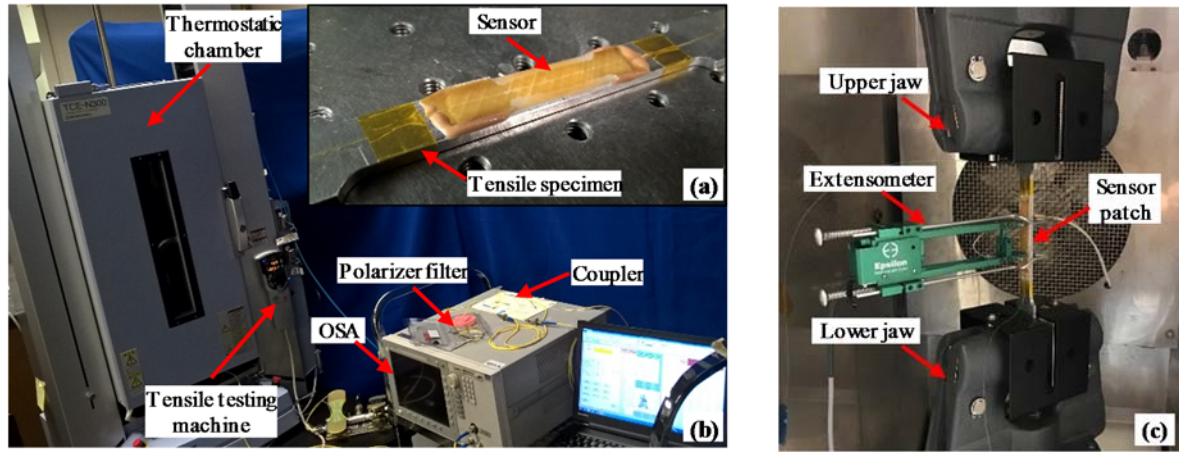 Thermostatic
chamber
TCE-N300
Sensor
Tensile specimen
(a)
Polarizer filter
Coupler
OSA
Tensile testing
machine
(b)
Upper jaw
Extensometer
Sensor
patch
Epsilon
Lower jaw
(c)